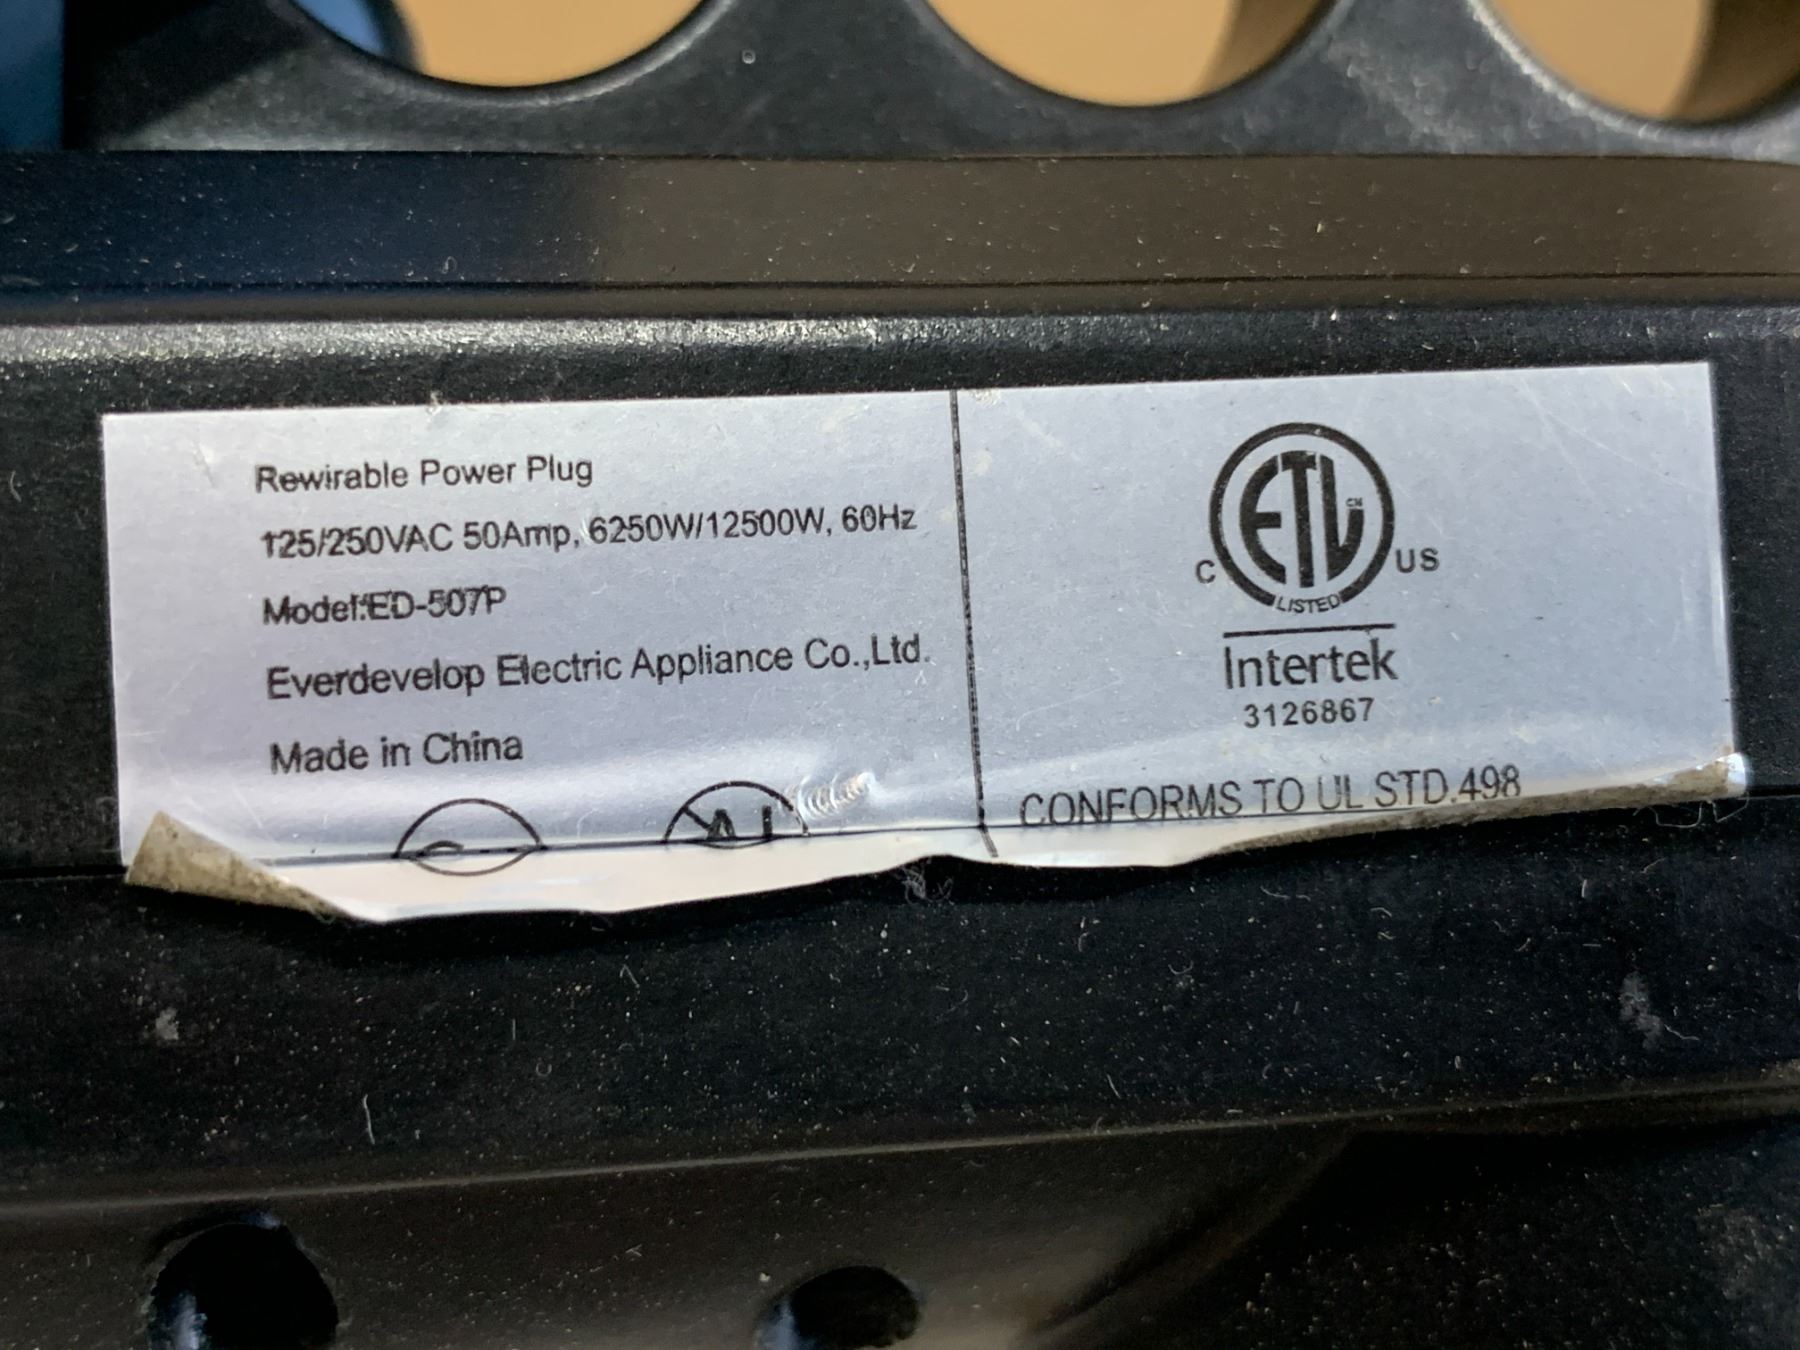 Rewirable Power Plug
125/250VAC 50Amp, 6250W/12500W, 60Hz
Model:ED-507P
Everdevelop Electric Appliance Co.,Ltd.
Made in China
ETL CM
C US
LISTED
Intertek
3126867
CONFORMS TO UL STD.498